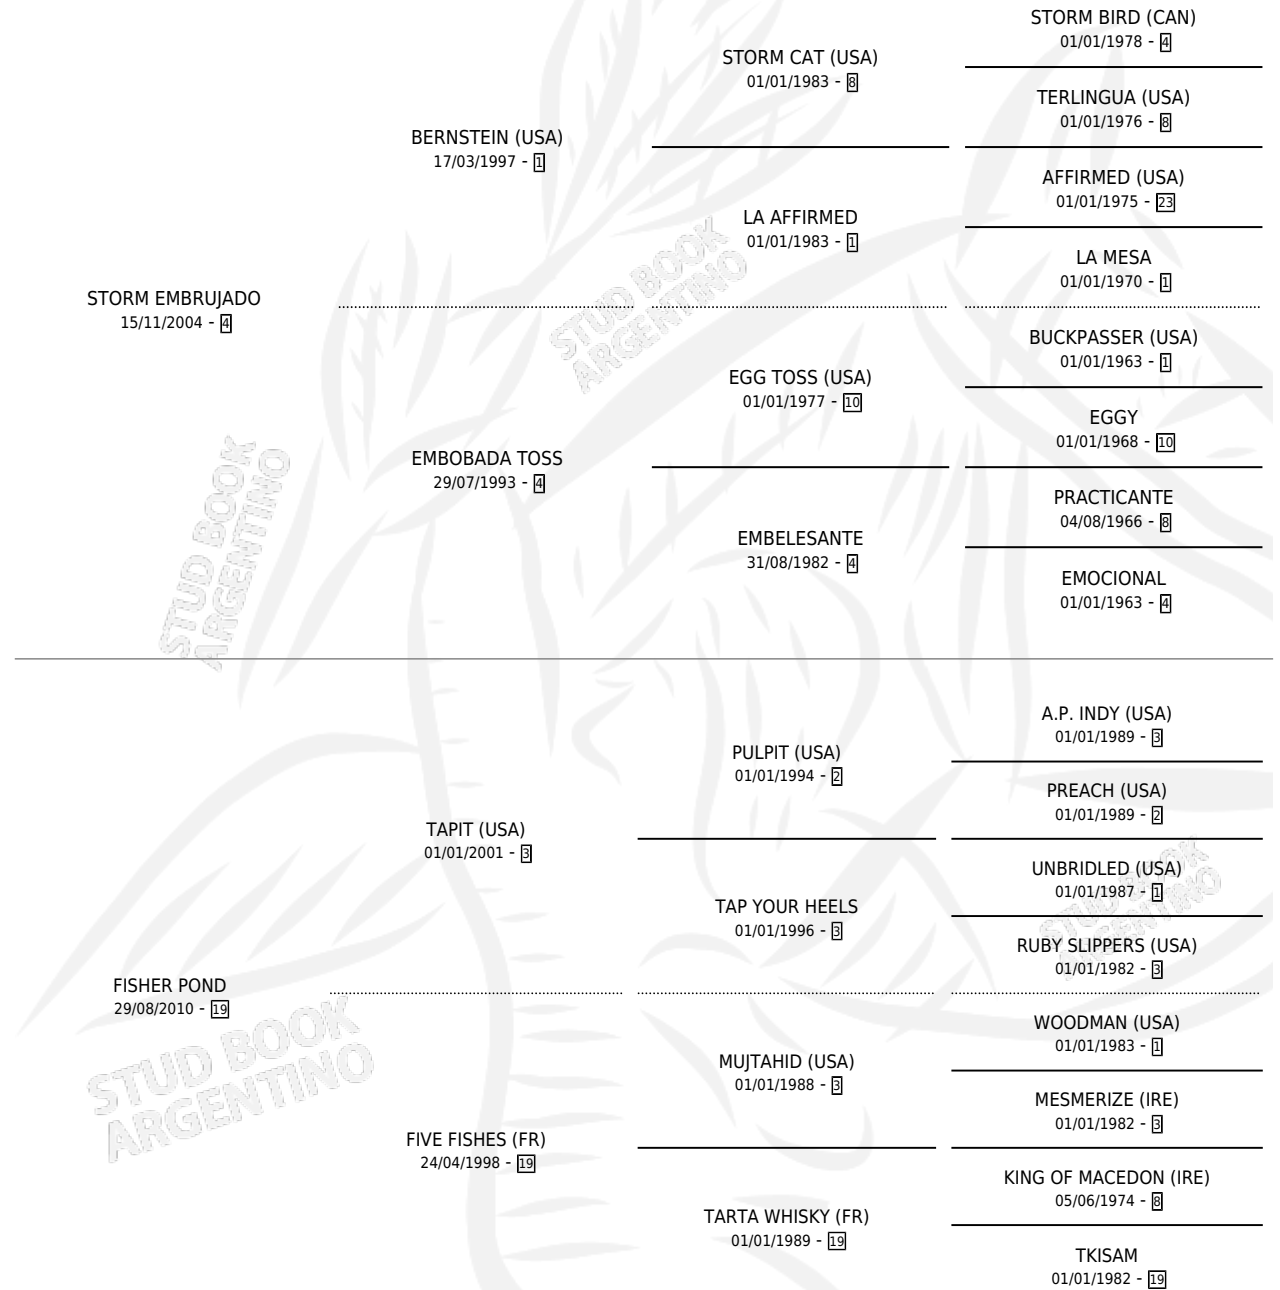 STORM BIRD (CAN)
01/01/1978 - 4
STORM CAT (USA)
01/01/1983 - 8
TERLINGUA (USA)
01/01/1976 - 8
BERNSTEIN (USA)
17/03/1997 - 1
AFFIRMED (USA)
01/01/1975 - 23
LA AFFIRMED
01/01/1983 - 1
LA MESA
01/01/1970 - 1
STORM EMBRUJADO
15/11/2004 - 4
BUCKPASSER (USA)
01/01/1963 - 1
EGG TOSS (USA)
01/01/1977 - 10
EGGY
01/01/1968 - 10
EMBOBADA TOSS
29/07/1993 - 4
PRACTICANTE
04/08/1966 - 8
EMBELESANTE
31/08/1982 - 4
EMOCIONAL
01/01/1963 - 4
A.P. INDY (USA)
01/01/1989 - 3
PULPIT (USA)
01/01/1994 - 2
PREACH (USA)
01/01/1989 - 2
TAPIT (USA)
01/01/2001 - 3
UNBRIDLED (USA)
01/01/1987 - 1
TAP YOUR HEELS
01/01/1996 - 3
RUBY SLIPPERS (USA)
01/01/1982 - 3
FISHER POND
29/08/2010 - 19
WOODMAN (USA)
01/01/1983 - 1
MUJTAHID (USA)
01/01/1988 - 3
MESMERIZE (IRE)
01/01/1982 - 3
FIVE FISHES (FR)
24/04/1998 - 19
KING OF MACEDON (IRE)
05/06/1974 - 8
TARTA WHISKY (FR)
01/01/1989 - 19
TKISAM
01/01/1982 - 19
STUD BOOK
ARGENTINO
STUD BOOK
ARGENTINO
STUD BOOK
ARGENTINO
STUD BOOK
ARGENTINO